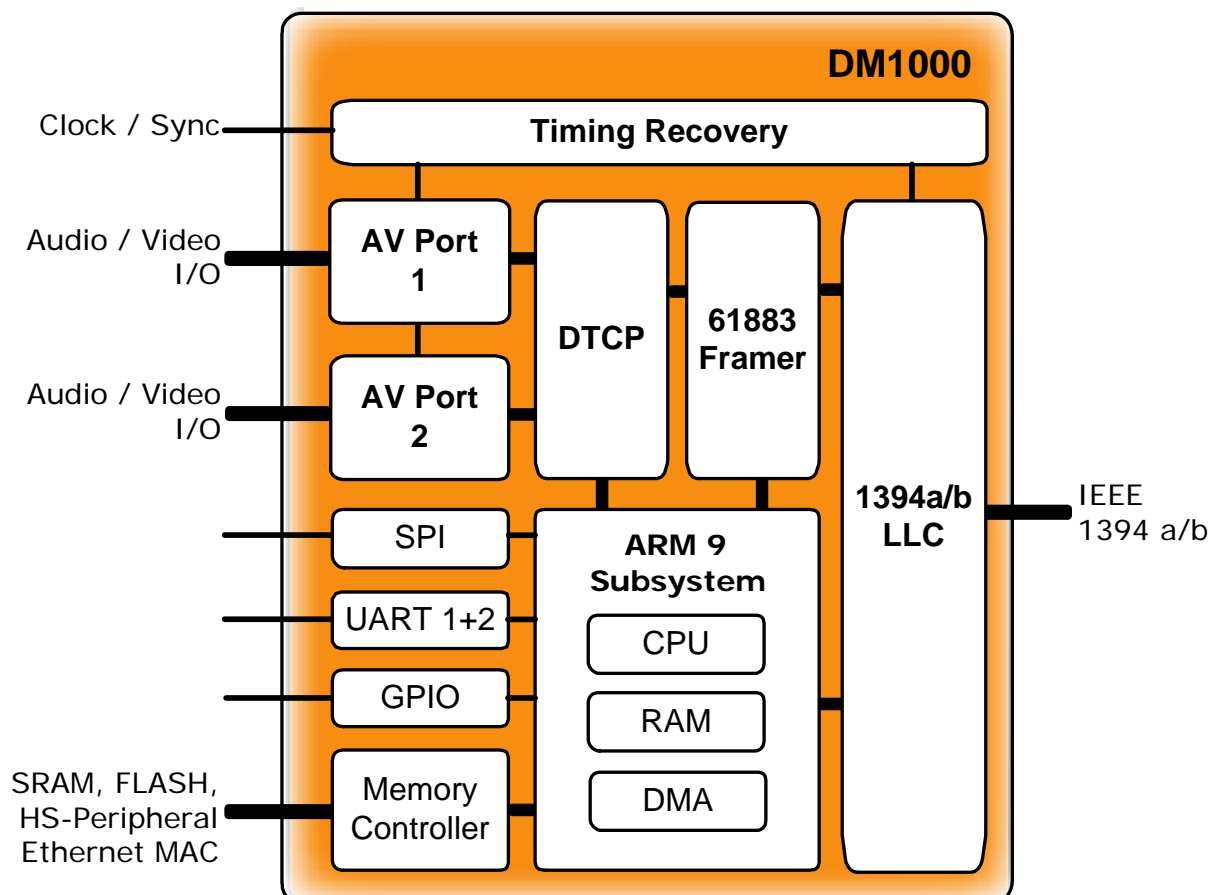 DM1000
Clock / Sync
Timing Recovery
Audio / Video
I/O
AV Port
1
DTCP
61883
Framer
Audio / Video
I/O
AV Port
2
1394a/b
LLC
IEEE
1394 a/b
SPI
ARM 9
Subsystem
UART 1+2
CPU
GPIO
RAM
SRAM, FLASH,
HS-Peripheral
Ethernet MAC
Memory
Controller
DMA